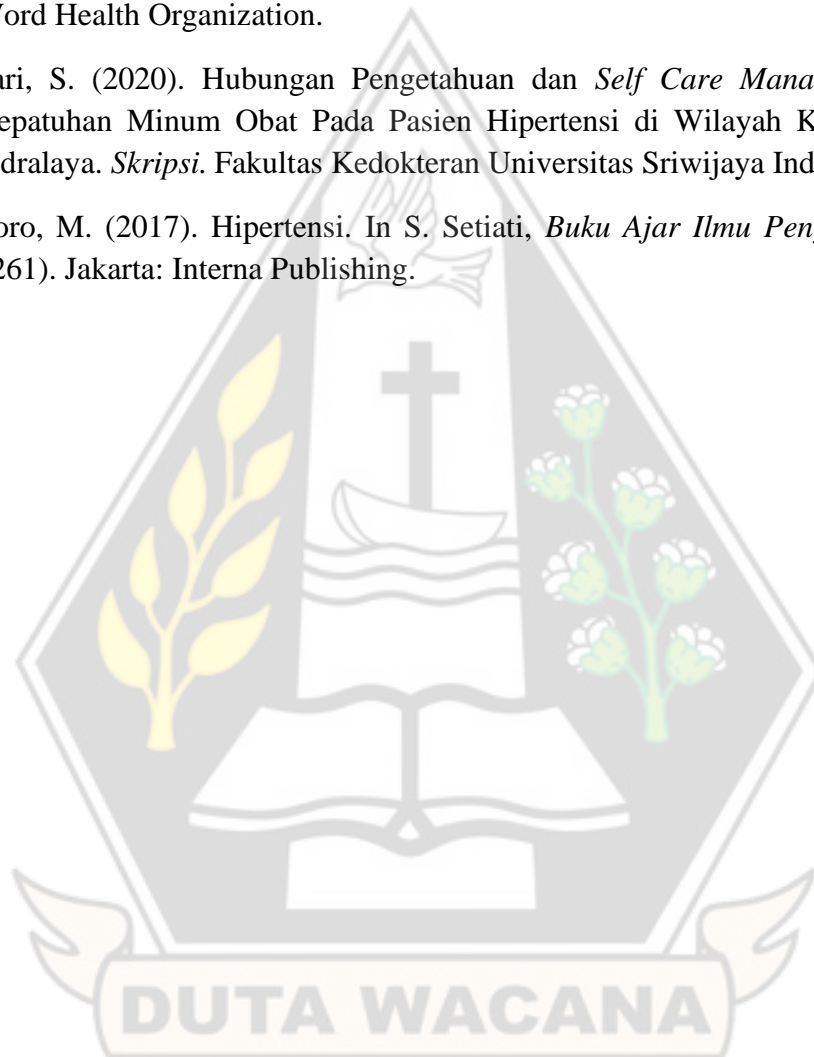 Word Health Organization.
ari, S. (2020). Hubungan Pengetahuan dan Self Care Mana
epatuhan Minum Obat Pada Pasien Hipertensi di Wilayah K
dralaya. Skripsi. Fakultas Kedokteran Universitas Sriwijaya Ind
oro, M. (2017). Hipertensi. In S. Setiati, Buku Ajar Ilmu Peng
261). Jakarta: Interna Publishing.
DUTA WACANA